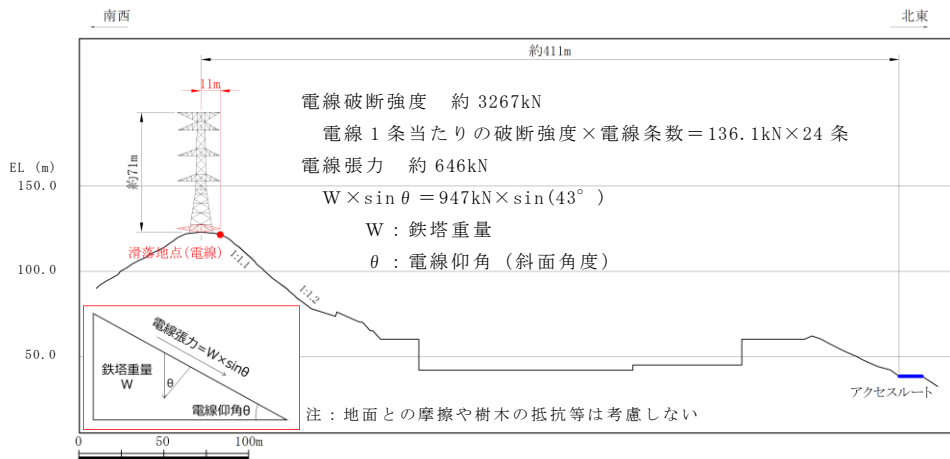 南西
北東
約411m
11m
電線破断強度　約 3267kN
電線 1 条当たりの破断強度×電線条数＝136.1kN×24 条
電線張力　約 646kN
W×sin θ＝947kN×sin(43°)
W：鉄塔重量
θ：電線仰角（斜面角度）
約71m
EL (m)
150.0
100.0
50.0
滑落地点(電線)
1:1.1
1:1.2
電線張力＝W×sinθ
鉄塔重量
W
θ
電線仰角θ
アクセスルート
注：地面との摩擦や樹木の抵抗等は考慮しない
0
50
100m